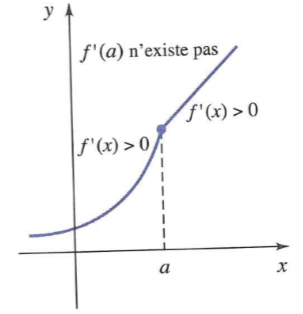 y
f'(a) n'existe pas
f'(x) > 0
f'(x) > 0
a
x